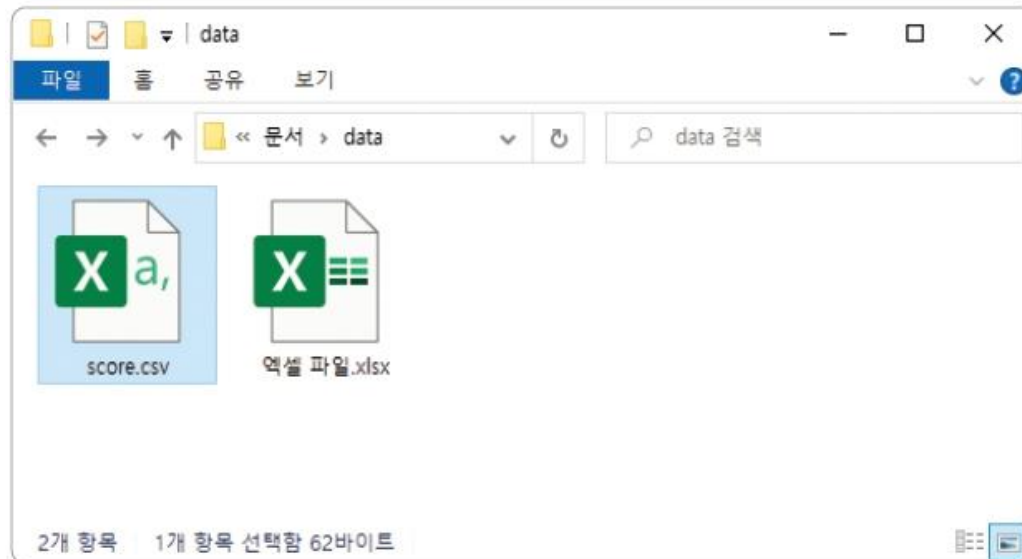 data
파일 홈 공유 보기
« 문서 › data data 검색
X a, X
score.csv 엑셀 파일.xlsx
2개 항목 1개 항목 선택함 62바이트